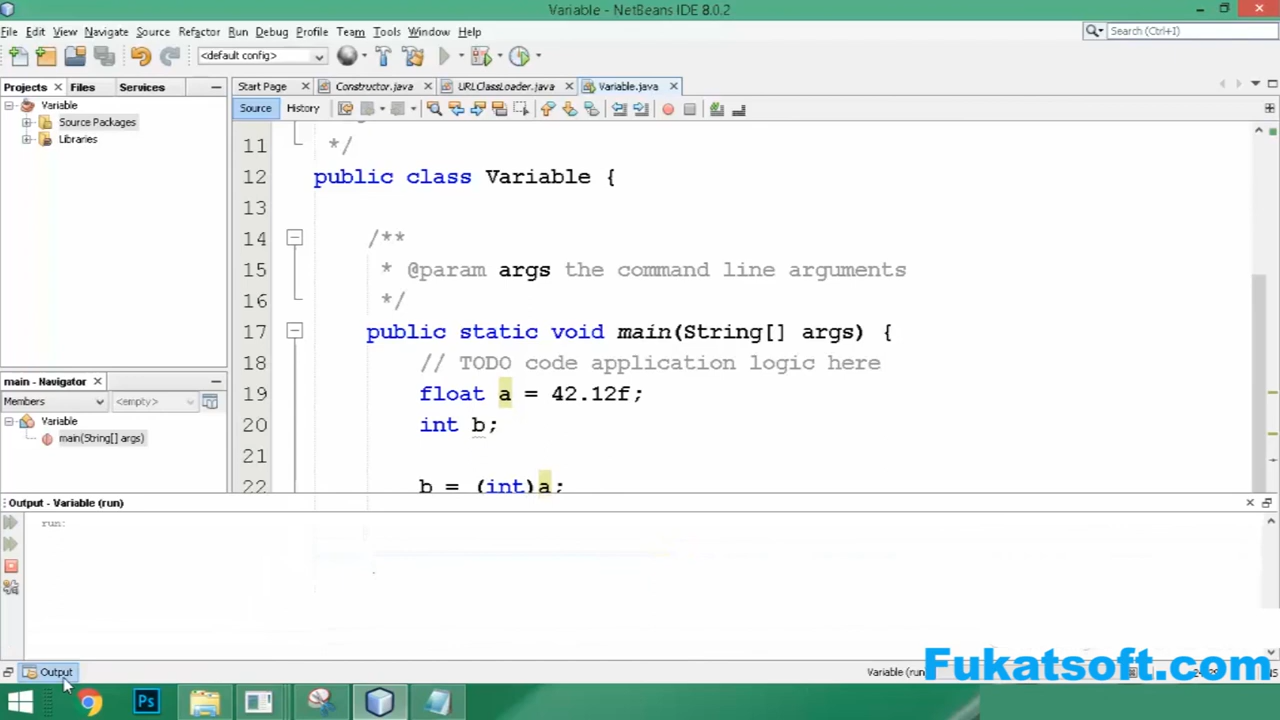 Variable - NetBeans IDE 8.0.2
File Edit View Navigate Source Refactor Run Debug Profile Team Tools Window Help
Search (Ctrl+I)
<default config>
Projects Files Services
Start Page Constructor.java URLClassLoader.java Variable.java
Source History
Variable
Source Packages
Libraries
11 */
12 public class Variable {
13
14 /**
15 * @param args the command line arguments
16 */
17 public static void main(String[] args) {
18 // TODO code application logic here
19 float a = 42.12f;
20 int b;
21
22 b = (int)a;
main - Navigator
Members <empty>
Variable
main(String[] args)
Output - Variable (run)
run:
Output
Variable (run
Fukatsoft.com
Ps